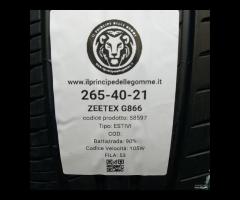 IL PRINCIPE DELLE GOMME
www.ilprincipedellegomme.it
265-40-21
ZEETEX G866
codice prodotto: S8597
Tipo: ESTIVI
COD:
Battistrada: 90%
Codice Velocità: 105W
FILA: 53